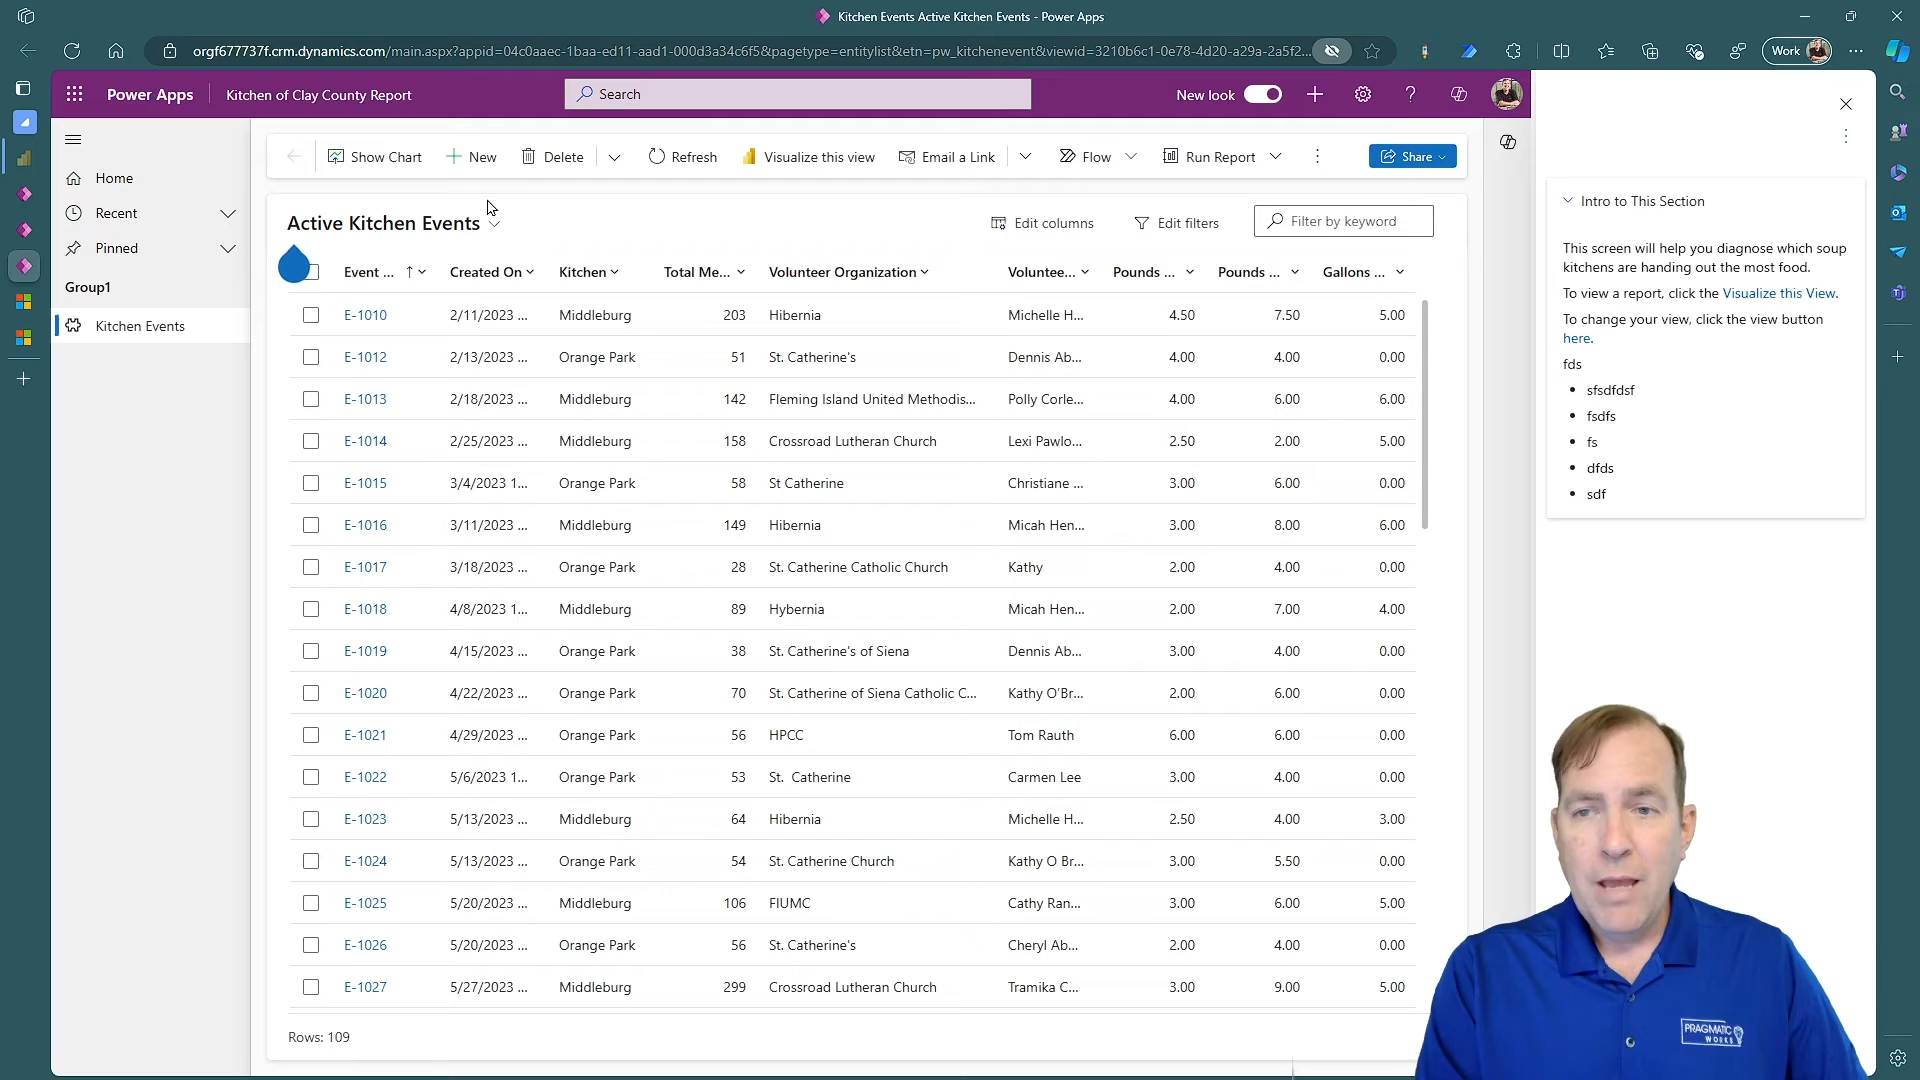 Kitchen Events Active Kitchen Events - Power Apps
orgf677737f.crm.dynamics.com/main.aspx?appid=04c0aaec-1baa-ed11-aad1-000d3a34c6f5&pagetype=entitylist&etn=pw_kitchenevent&viewid=3210b6c1-0e78-4d20-a29a-2a5f2...
Work
Power Apps
Kitchen of Clay County Report
Search
New look
Show Chart
New
Delete
Refresh
Visualize this view
Email a Link
Flow
Run Report
Share
Home
Recent
Pinned
Group1
Kitchen Events
Active Kitchen Events
Edit columns
Edit filters
Filter by keyword
Event ... Created On Kitchen Total Me... Volunteer Organization Voluntee... Pounds ... Pounds ... Gallons ...
E-1010 2/11/2023 ... Middleburg 203 Hibernia Michelle H... 4.50 7.50 5.00
E-1012 2/13/2023 ... Orange Park 51 St. Catherine's Dennis Ab... 4.00 4.00 0.00
E-1013 2/18/2023 ... Middleburg 142 Fleming Island United Methodis... Polly Corle... 4.00 6.00 6.00
E-1014 2/25/2023 ... Middleburg 158 Crossroad Lutheran Church Lexi Pawlo... 2.50 2.00 5.00
E-1015 3/4/2023 1... Orange Park 58 St Catherine Christiane ... 3.00 6.00 0.00
E-1016 3/11/2023 ... Middleburg 149 Hibernia Micah Hen... 3.00 8.00 6.00
E-1017 3/18/2023 ... Orange Park 28 St. Catherine Catholic Church Kathy 2.00 4.00 0.00
E-1018 4/8/2023 1... Middleburg 89 Hybernia Micah Hen... 2.00 7.00 4.00
E-1019 4/15/2023 ... Orange Park 38 St. Catherine's of Siena Dennis Ab... 3.00 4.00 0.00
E-1020 4/22/2023 ... Orange Park 70 St. Catherine of Siena Catholic C... Kathy O'Br... 2.00 6.00 0.00
E-1021 4/29/2023 ... Orange Park 56 HPCC Tom Rauth 6.00 6.00 0.00
E-1022 5/6/2023 1... Orange Park 53 St. Catherine Carmen Lee 3.00 4.00 0.00
E-1023 5/13/2023 ... Middleburg 64 Hibernia Michelle H... 2.50 4.00 3.00
E-1024 5/13/2023 ... Orange Park 54 St. Catherine Church Kathy O Br... 3.00 5.50 0.00
E-1025 5/20/2023 ... Middleburg 106 FIUMC Cathy Ran... 3.00 6.00 5.00
E-1026 5/20/2023 ... Orange Park 56 St. Catherine's Cheryl Ab... 2.00 4.00 0.00
E-1027 5/27/2023 ... Middleburg 299 Crossroad Lutheran Church Tramika C... 3.00 9.00 5.00
Rows: 109
Intro to This Section
This screen will help you diagnose which soup
kitchens are handing out the most food.
To view a report, click the Visualize this View.
To change your view, click the view button
here.
fds
• sfsdfdsf
• fsdfs
• fs
• dfds
• sdf
PRAGMATIC
WORKS